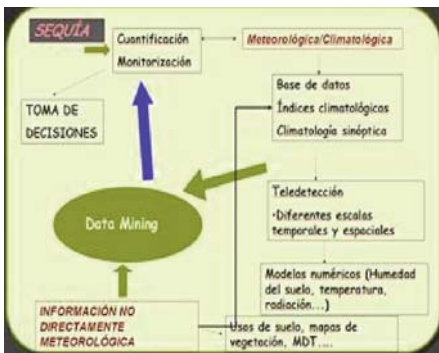 SEQUÍA
Cuantificación
Monitorización
Meteorológica/Climatológica
TOMA DE
DECISIONES
Base de datos
Índices climatológicos
Climatología sinóptica
Teledetección
•Diferentes escalas
temporales y espaciales
Data Mining
Modelos numéricos (Humedad
del suelo, temperatura,
radiación...)
INFORMACIÓN NO
DIRECTAMENTE
METEOROLÓGICA
Usos de suelo, mapas de
vegetación, MDT....